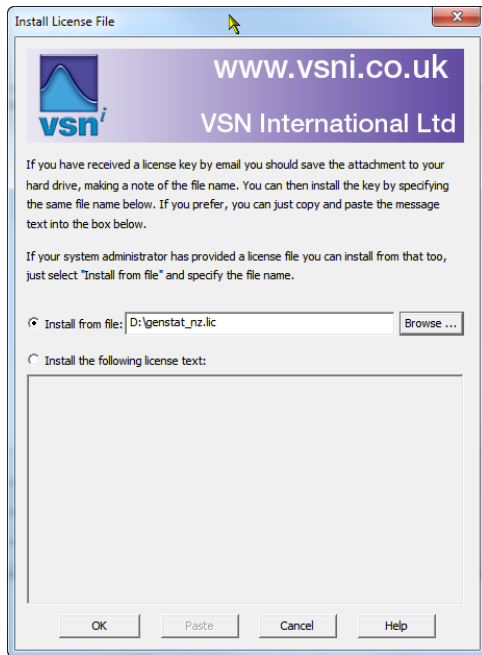 Install License File
www.vsni.co.uk
vsni
VSN International Ltd
If you have received a license key by email you should save the attachment to your
hard drive, making a note of the file name. You can then install the key by specifying
the same file name below. If you prefer, you can just copy and paste the message
text into the box below.
If your system administrator has provided a license file you can install from that too,
just select "Install from file" and specify the file name.
Install from file: D:\genstat_nz.lic Browse ...
Install the following license text:
OK Paste Cancel Help